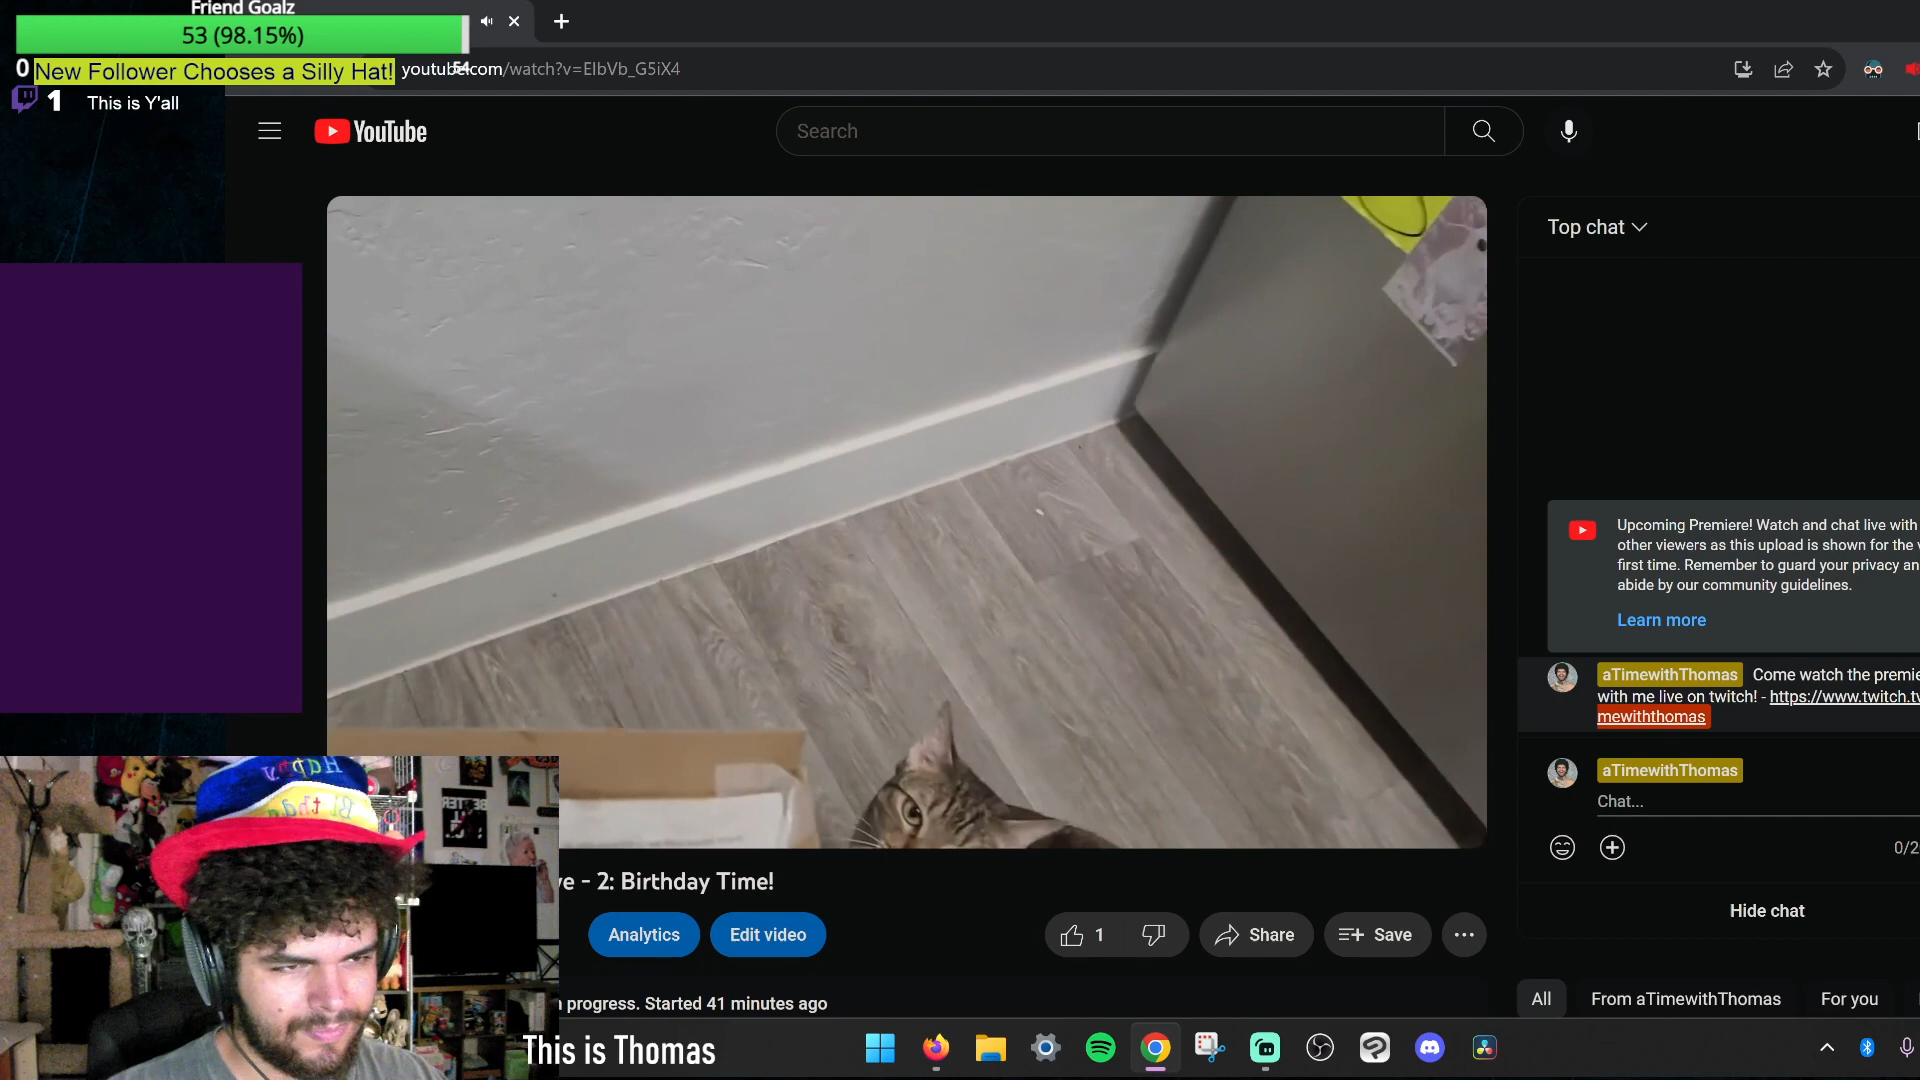 Friend Goalz
53 (98.15%)
0
54
New Follower Chooses a Silly Hat!
youtube.com/watch?v=EIbVb_G5iX4
1
This is Y'all
YouTube
Search
Top chat
Upcoming Premiere! Watch and chat live with
other viewers as this upload is shown for the
first time. Remember to guard your privacy
abide by our community guidelines.
Learn more
aTimewithThomas Come watch the
with me live on twitch! - https://www.twitch.tv
mewiththomas
aTimewithThomas
Chat...
0/2
Hide chat
- 2: Birthday Time!
Analytics
Edit video
1
Share
Save
progress. Started 41 minutes ago
All
From aTimewithThomas
For you
This is Thomas